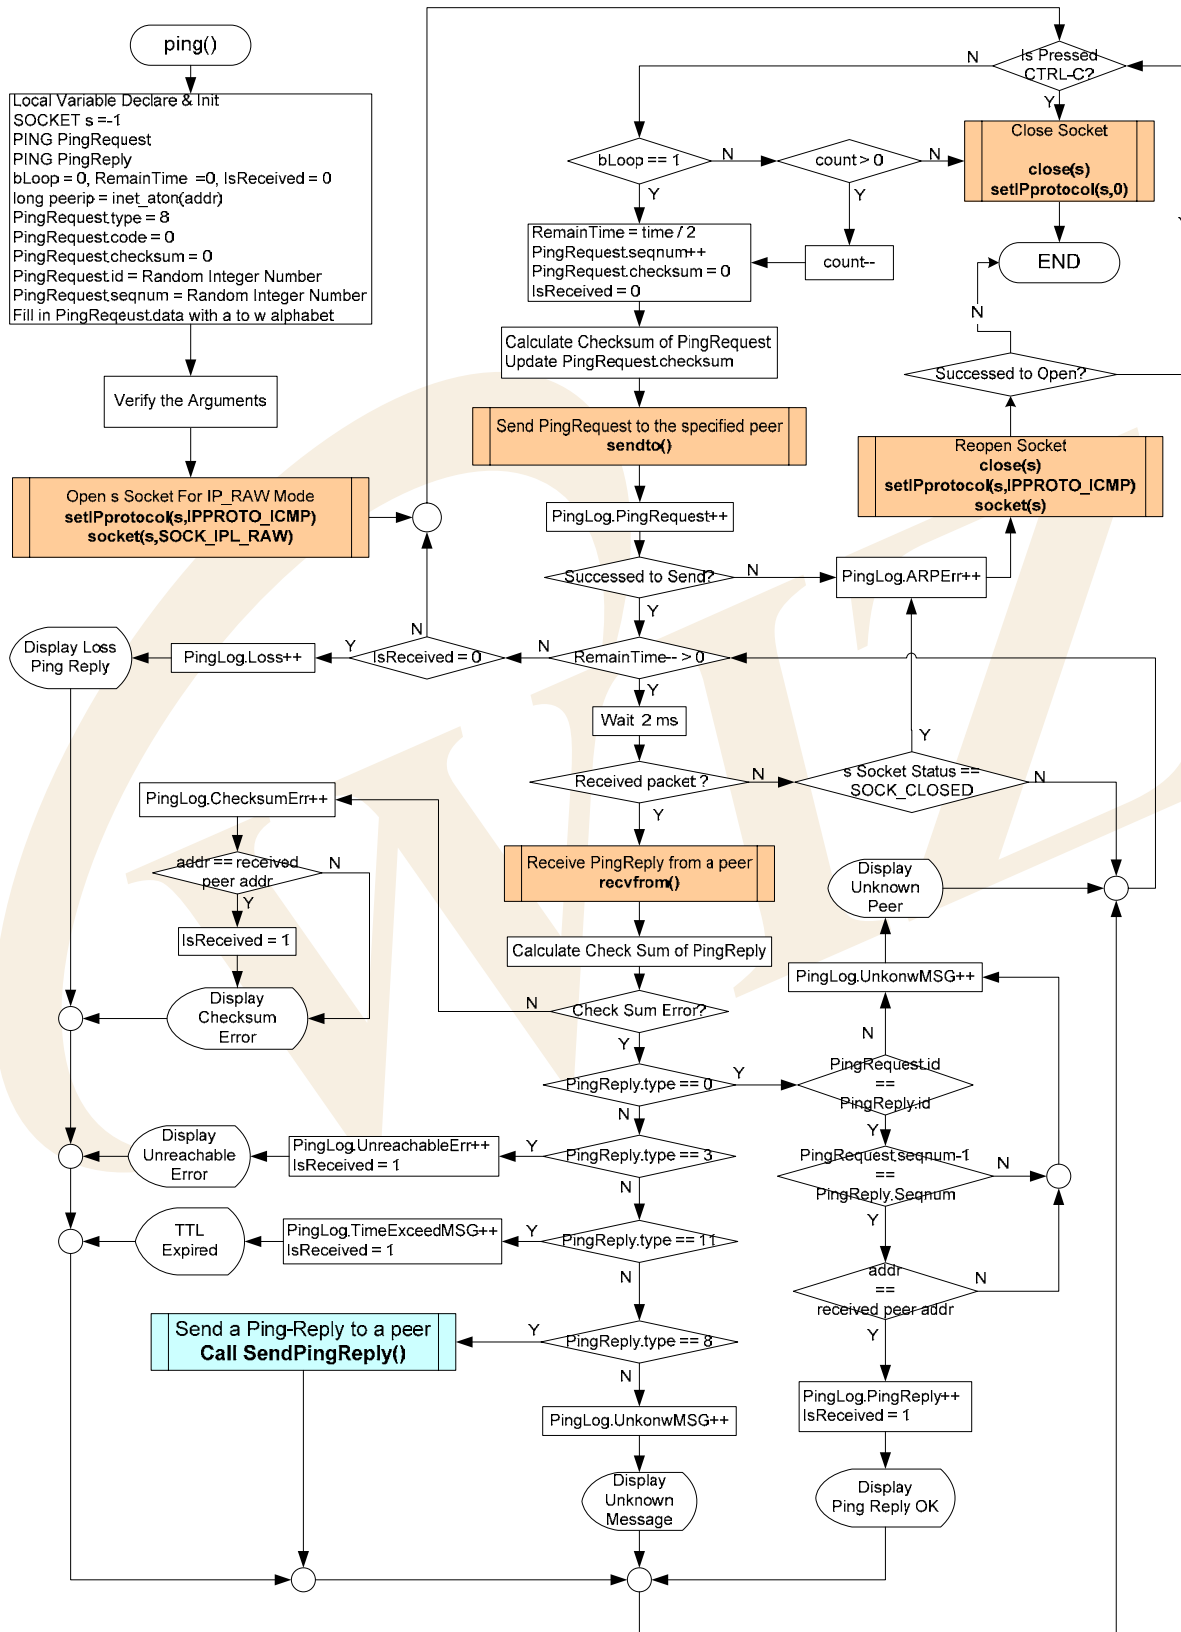 ping()
Local Variable Declare & Init
SOCKET s =-1
PING PingRequest
PING PingReply
bLoop = 0, RemainTime =0, IsReceived = 0
long peerip = inet_aton(addr)
PingRequest.type = 8
PingRequest.code = 0
PingRequest.checksum = 0
PingRequest.id = Random Integer Number
PingRequest.seqnum = Random Integer Number
Fill in PingReqeust.data with a to w alphabet
Verify the Arguments
Open s Socket For IP_RAW Mode
setIPprotocol(s,IPPROTO_ICMP)
socket(s,SOCK_IPL_RAW)
Is Pressed
CTRL-C?
N
Y
Close Socket
close(s)
setIPprotocol(s,0)
END
bLoop == 1
N
Y
count > 0
N
Y
count--
RemainTime = time / 2
PingRequest.seqnum++
PingRequest.checksum = 0
IsReceived = 0
Calculate Checksum of PingRequest
Update PingRequest.checksum
Send PingRequest to the specified peer
sendto()
PingLog.PingRequest++
Successed to Send?
N
Y
PingLog.ARPErr++
Reopen Socket
close(s)
setIPprotocol(s,IPPROTO_ICMP)
socket(s)
Successed to Open?
N
Y
RemainTime-- > 0
N
Y
IsReceived = 0
N
Y
PingLog.Loss++
Display Loss
Ping Reply
Wait 2 ms
Received packet ?
N
Y
s Socket Status ==
SOCK_CLOSED
Y
N
Receive PingReply from a peer
recvfrom()
Calculate Check Sum of PingReply
Check Sum Error?
N
Y
PingLog.ChecksumErr++
addr == received
peer addr
N
Y
IsReceived = 1
Display
Checksum
Error
PingReply.type == 0
Y
N
PingRequest.id
==
PingReply.id
N
Y
PingLog.UnkonwMSG++
Display
Unknown
Peer
PingRequest.seqnum-1
==
PingReply.Seqnum
N
Y
addr
==
received peer addr
N
Y
PingLog.PingReply++
IsReceived = 1
Display
Ping Reply OK
PingReply.type == 3
Y
N
PingLog.UnreachableErr++
IsReceived = 1
Display
Unreachable
Error
PingReply.type == 11
Y
N
PingLog.TimeExceedMSG++
IsReceived = 1
TTL
Expired
PingReply.type == 8
Y
N
Send a Ping-Reply to a peer
Call SendPingReply()
PingLog.UnkonwMSG++
Display
Unknown
Message